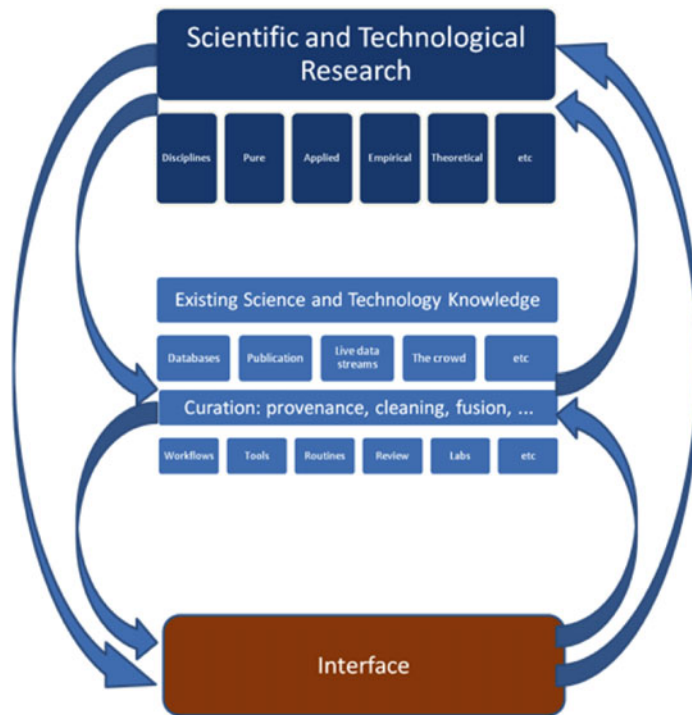 Scientific and Technological
Research
Disciplines
Pure
Applied
Empirical
Theoretical
etc
Existing Science and Technology Knowledge
Databases
Publication
Live data
streams
The crowd
etc
Curation: provenance, cleaning, fusion, ...
Workflows
Tools
Routines
Review
Labs
etc
Interface